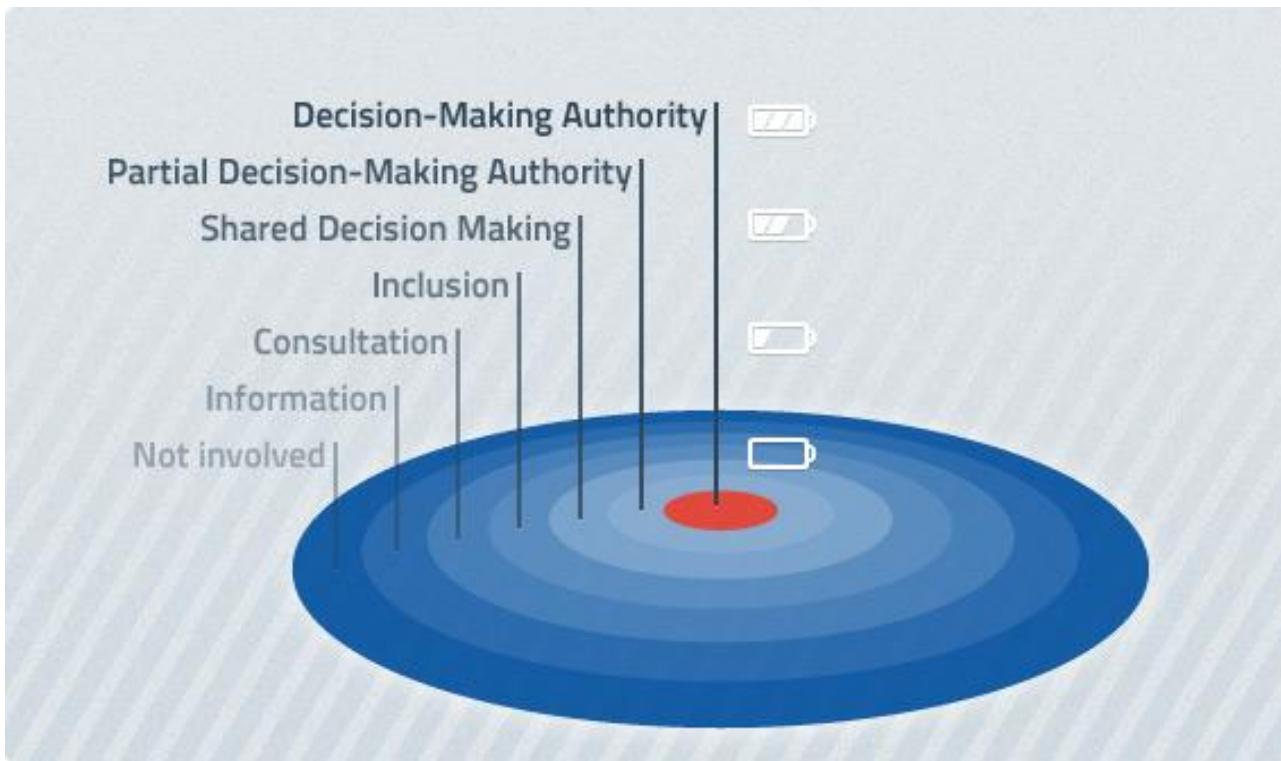 Decision-Making Authority
Partial Decision-Making Authority
Shared Decision Making
Inclusion
Consultation
Information
Not involved